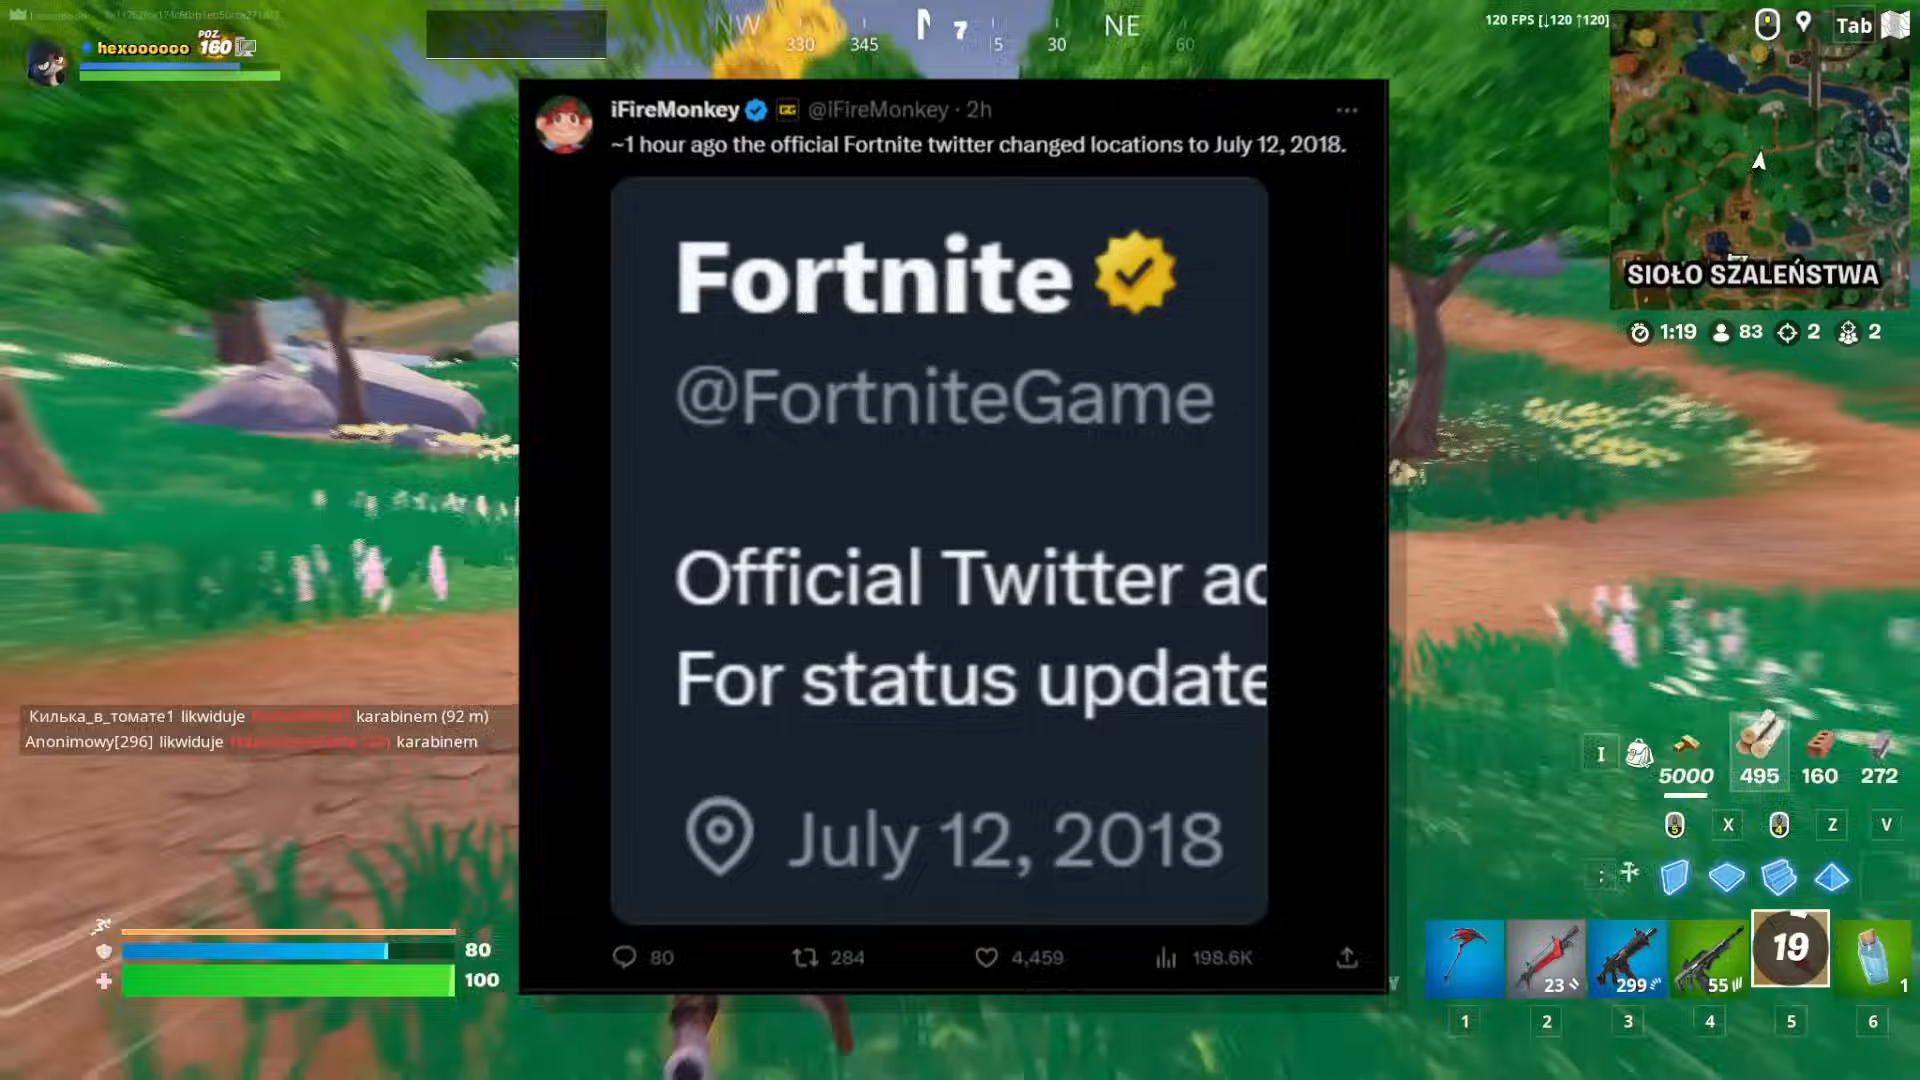 hexoooooo
POZ.
160
NW
330
345
N
7
5
30
NE
60
120 FPS [↓120 ↑120]
Tab
SIOŁO SZALEŃSTWA
1:19
83
2
2
iFireMonkey @iFireMonkey · 2h
~1 hour ago the official Fortnite twitter changed locations to July 12, 2018.
Fortnite
@FortniteGame
Official Twitter ac
For status update
July 12, 2018
80
284
4,459
198.6K
Килька_в_томате1 likwiduje karabinem (92 m)
Anonimowy[296] likwiduje karabinem
80
100
I
5000
495
160
272
5
X
4
Z
V
23
299
55
19
1
1
2
3
4
5
6